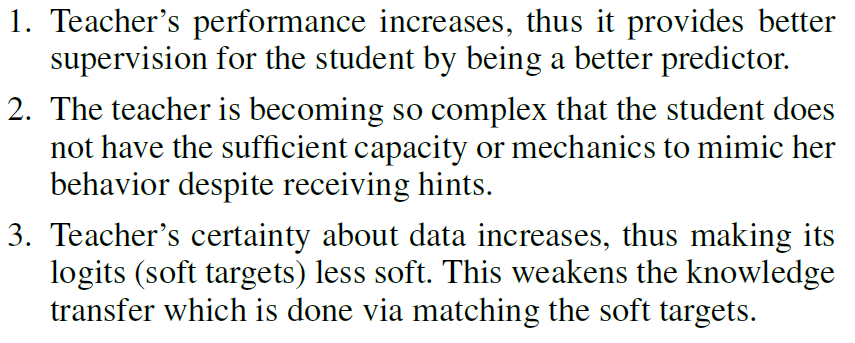 1. Teacher's performance increases, thus it provides better
supervision for the student by being a better predictor.
2. The teacher is becoming so complex that the student does
not have the sufficient capacity or mechanics to mimic her
behavior despite receiving hints.
3. Teacher's certainty about data increases, thus making its
logits (soft targets) less soft. This weakens the knowledge
transfer which is done via matching the soft targets.